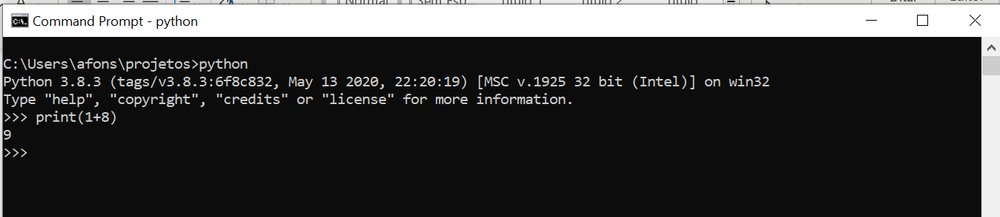 Normal
Command Prompt - python
C:\Users\afons\projetos>python
Python 3.8.3 (tags/v3.8.3:6f8c832, May 13 2020, 22:20:19) [MSC v.1925 32 bit (Intel)] on win32
Type "help", "copyright", "credits" or "license" for more information.
>>> print(1+8)
9
>>>